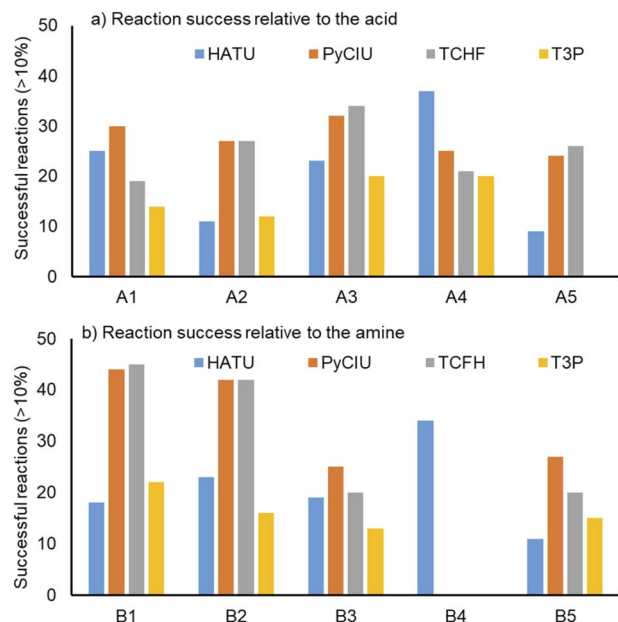 a) Reaction success relative to the acid
HATU PyClU TCHF T3P
Successful reactions (>10%)
50
40
30
20
10
0
A1 A2 A3 A4 A5
b) Reaction success relative to the amine
HATU PyClU TCFH T3P
Successful reactions (>10%)
50
40
30
20
10
0
B1 B2 B3 B4 B5